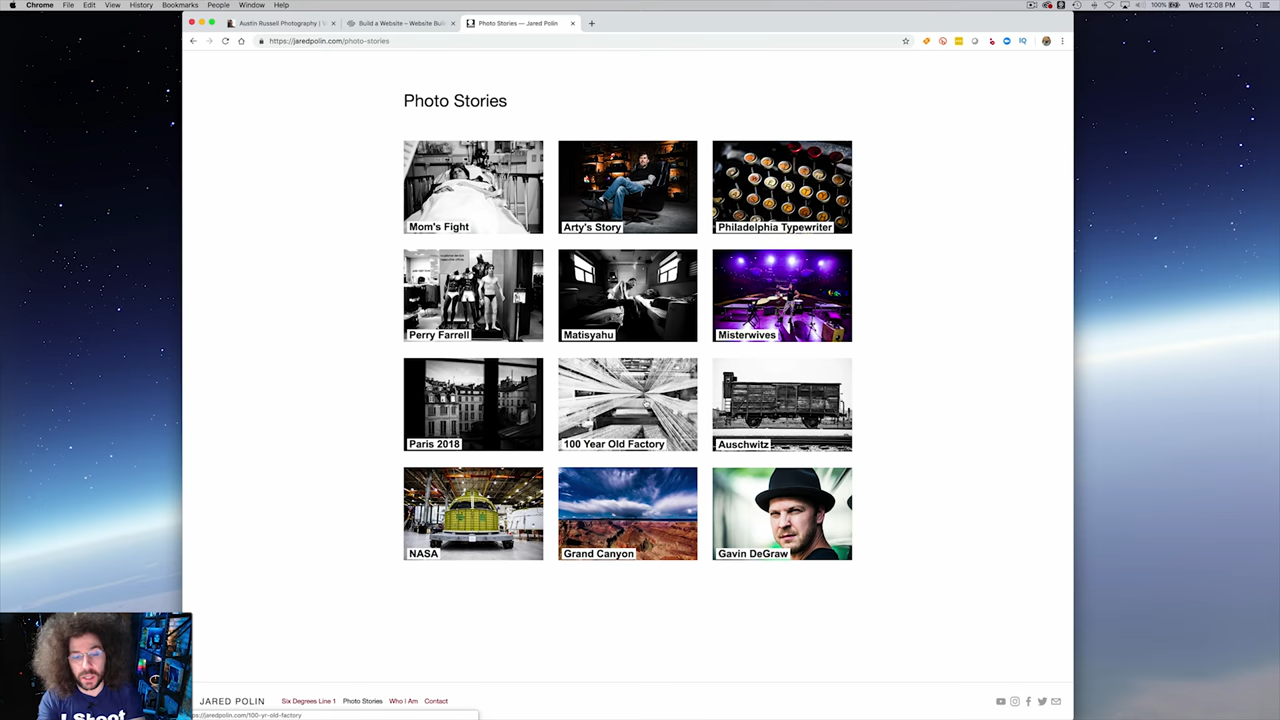 Chrome File Edit View History Bookmarks People Window Help
100% Wed 12:08 PM
Austin Russell Photography |
Build a Website – Website Buil
Photo Stories — Jared Polin
https://jaredpolin.com/photo-stories
Photo Stories
Mom's Fight
Arty's Story
Philadelphia Typewriter
Perry Farrell
Matisyahu
Misterwives
Paris 2018
100 Year Old Factory
Auschwitz
NASA
Grand Canyon
Gavin DeGraw
JARED POLIN Six Degrees Line 1 Photo Stories Who I Am Contact
ps://jaredpolin.com/100-yr-old-factory
I Shoot